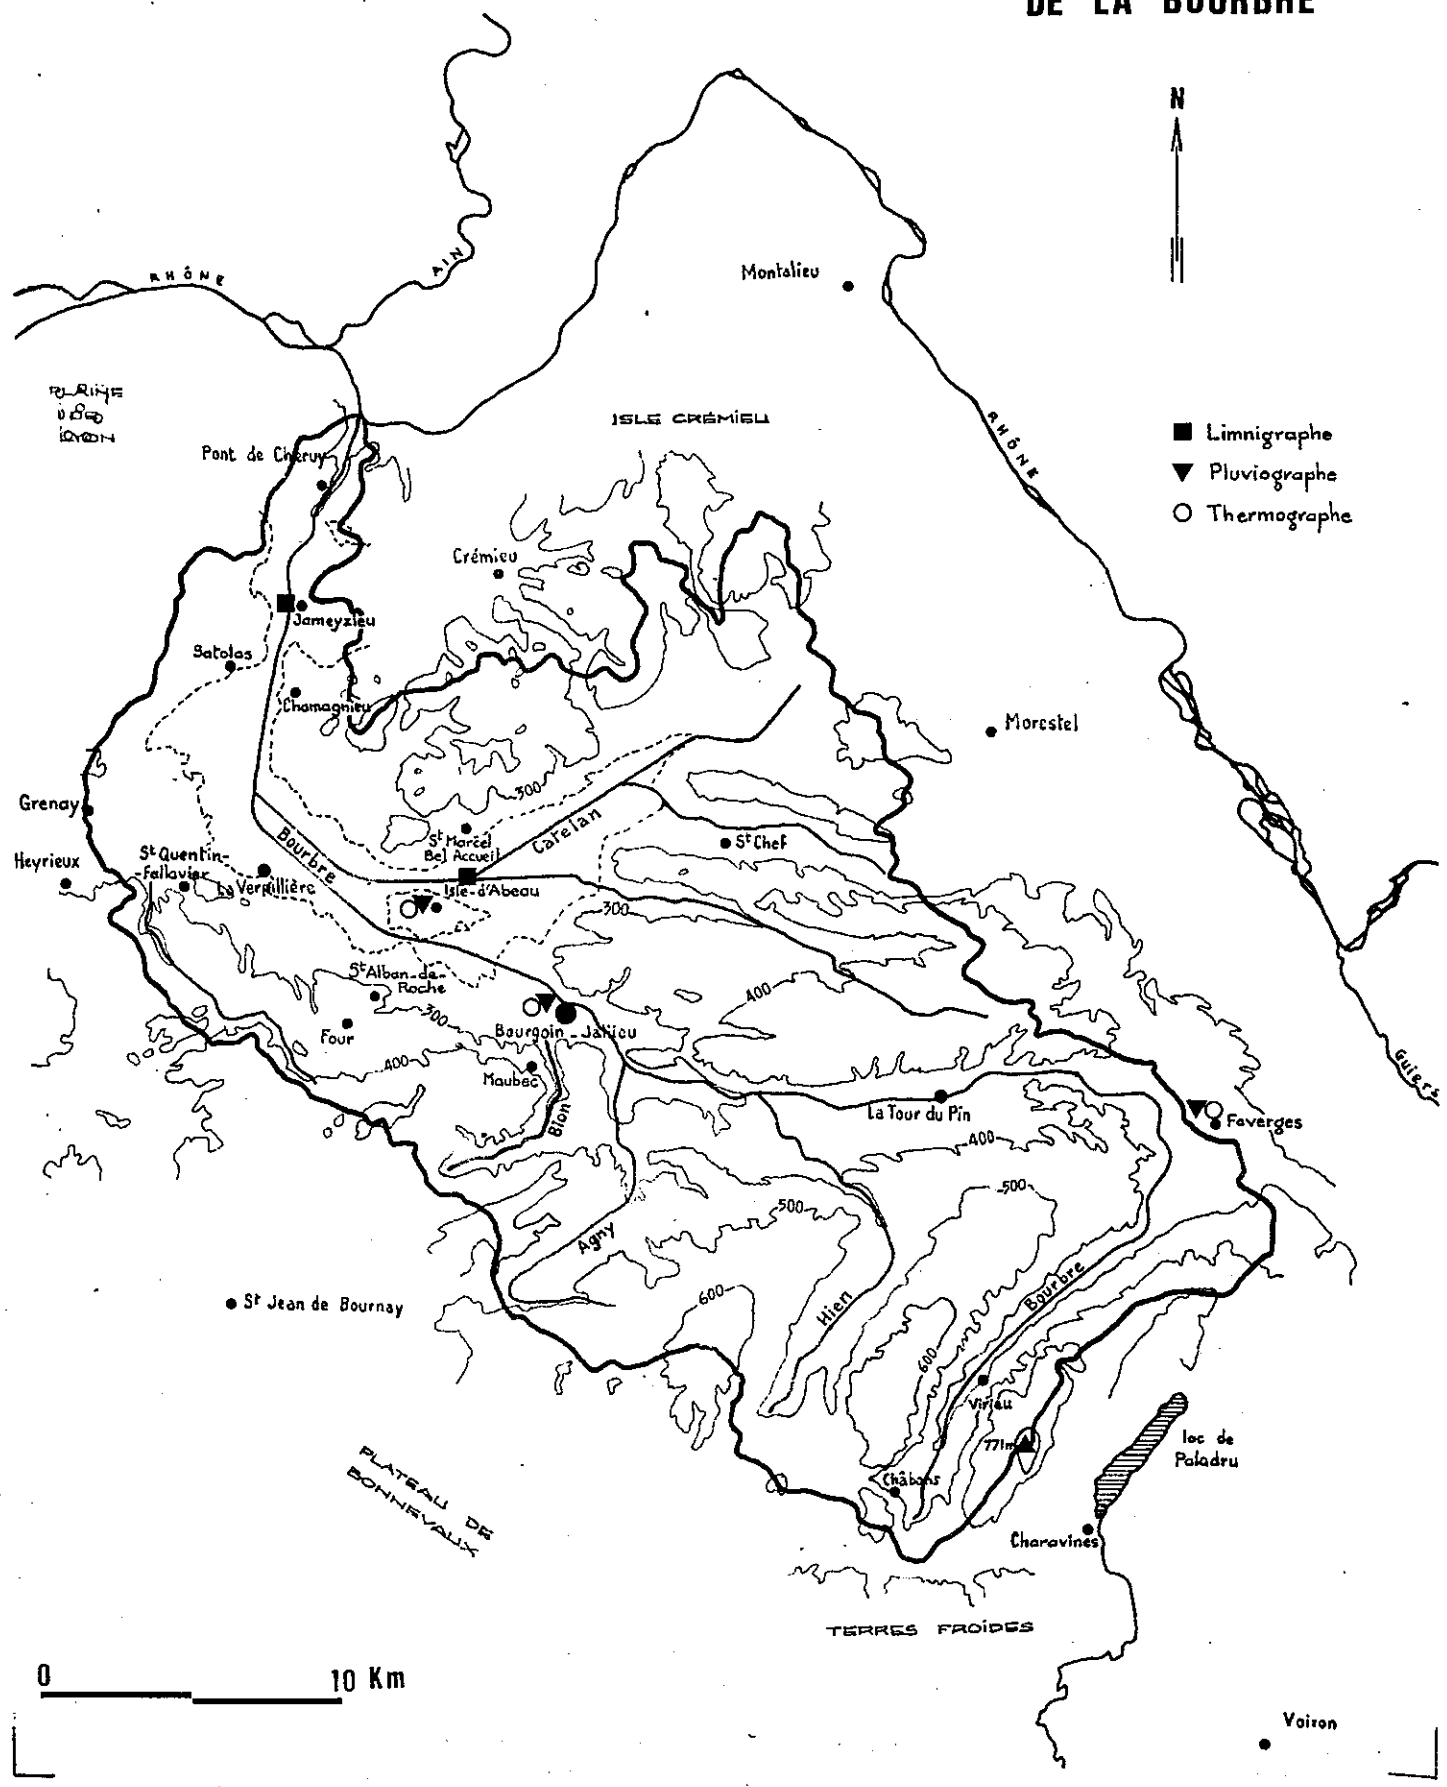 DE LA BOURBRE
N
RHÔNE
AIN
Montalieu
PLAINE
DE
LYON
ISLE CRÉMIEU
RHÔNE
Limnigraphe
Pluviographe
Thermographe
Pont de Chéruy
Crémieu
Jameyzieu
Satolas
Chamagnieu
Morestel
300
Grenay
Catelan
St Marcel
Bel Accueil
Bourbre
St Chef
Heyrieux
St Quentin-
Fallavier
La Verpillière
Isle-d'Abeau
300
St Alban-de-
Roche
400
300
Four
Bourgoin-Jallieu
400
Maubec
Guiers
La Tour du Pin
Faverges
Bion
400
500
500
Agny
Bourbre
600
Hien
St Jean de Bournay
600
Virieu
771m
lac de
Paladru
Châbons
PLATEAU DE
BONNEVAUX
Charavines
TERRES FROIDES
0 10 Km
Voiron